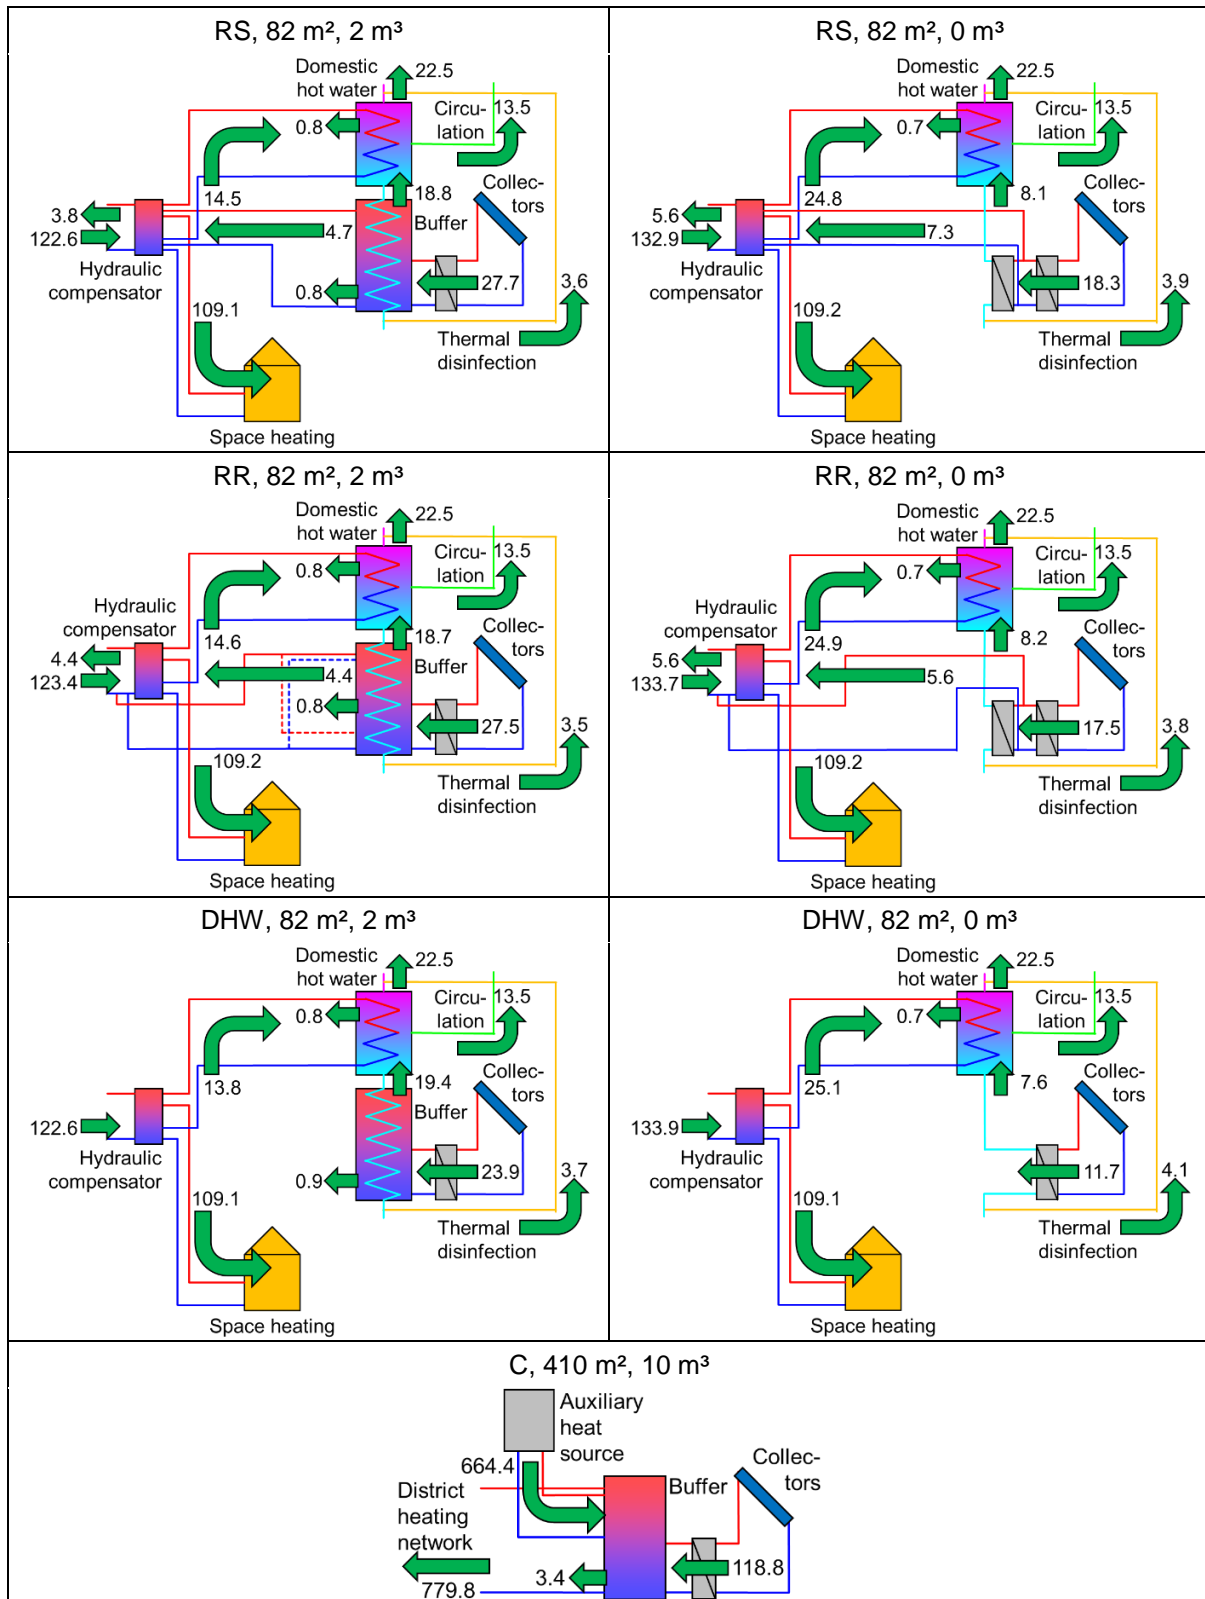 RS, 82 m², 2 m³
Domestic
hot water
22.5
Circu-
lation
13.5
0.8
14.5
18.8
Collec-
tors
3.8
122.6
4.7
Buffer
Hydraulic
compensator
0.8
27.7
3.6
109.1
Thermal
disinfection
Space heating
RS, 82 m², 0 m³
Domestic
hot water
22.5
Circu-
lation
13.5
0.7
24.8
8.1
Collec-
tors
5.6
132.9
7.3
Hydraulic
compensator
18.3
3.9
109.2
Thermal
disinfection
Space heating
RR, 82 m², 2 m³
Domestic
hot water
22.5
Circu-
lation
13.5
0.8
Hydraulic
compensator
14.6
18.7
Collec-
tors
4.4
123.4
4.4
Buffer
0.8
27.5
3.5
109.2
Thermal
disinfection
Space heating
RR, 82 m², 0 m³
Domestic
hot water
22.5
Circu-
lation
13.5
0.7
Hydraulic
compensator
24.9
8.2
Collec-
tors
5.6
133.7
5.6
17.5
3.8
109.2
Thermal
disinfection
Space heating
DHW, 82 m², 2 m³
Domestic
hot water
22.5
Circu-
lation
13.5
0.8
13.8
19.4
Collec-
tors
122.6
Buffer
Hydraulic
compensator
0.9
23.9
3.7
109.1
Thermal
disinfection
Space heating
DHW, 82 m², 0 m³
Domestic
hot water
22.5
Circu-
lation
13.5
0.7
25.1
7.6
Collec-
tors
133.9
Hydraulic
compensator
11.7
4.1
109.1
Thermal
disinfection
Space heating
C, 410 m², 10 m³
Auxiliary
heat
source
664.4
Collec-
tors
Buffer
District
heating
network
779.8
3.4
118.8